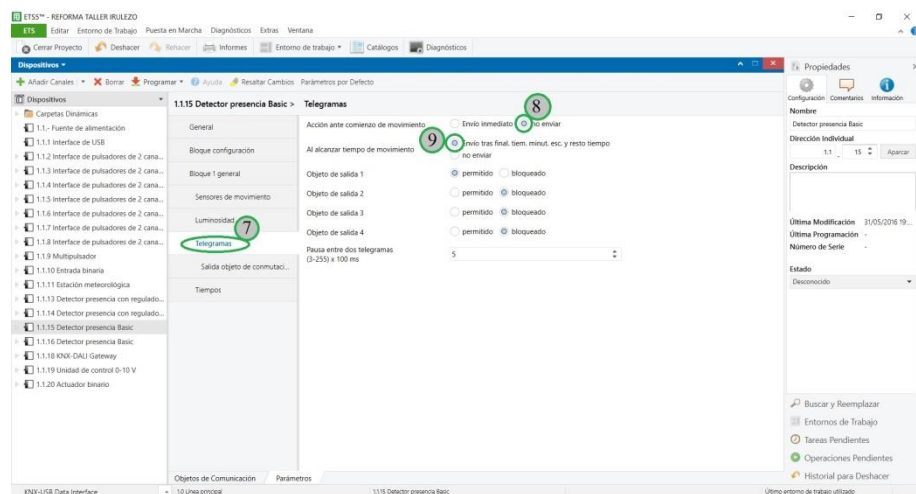 ETS5™ - REFORMA TALLER IRULEZO
ETS Editar Entorno de Trabajo Puesta en Marcha Diagnósticos Extras Ventana
Cerrar Proyecto Deshacer Rehacer Informes Entorno de trabajo Catálogos Diagnósticos
Dispositivos
Añadir Canales Borrar Programar Ayuda Resaltar Cambios Parámetros por Defecto
Dispositivos
Carpetas Dinámicas
1.1.- Fuente de alimentación
1.1.1 Interface de USB
1.1.2 Interface de pulsadores de 2 cana...
1.1.3 Interface de pulsadores de 2 cana...
1.1.4 Interface de pulsadores de 2 cana...
1.1.5 Interface de pulsadores de 2 cana...
1.1.6 Interface de pulsadores de 2 cana...
1.1.7 Interface de pulsadores de 2 cana...
1.1.8 Interface de pulsadores de 2 cana...
1.1.9 Multipulsador
1.1.10 Entrada binaria
1.1.11 Estación meteorológica
1.1.13 Detector presencia con regulado...
1.1.14 Detector presencia con regulado...
1.1.15 Detector presencia Basic
1.1.16 Detector presencia Basic
1.1.18 KNX-DALI Gateway
1.1.19 Unidad de control 0-10 V
1.1.20 Actuador binario
1.1.15 Detector presencia Basic > Telegramas
General
Bloque configuración
Bloque 1 general
Sensores de movimiento
Luminosidad
7
Telegramas
Salida objeto de conmutaci...
Tiempos
8
Acción ante comienzo de movimiento Envío inmediato no enviar
9
Al alcanzar tiempo de movimiento Envío tras final. tiem. minut. esc. y resto tiempo
no enviar
Objeto de salida 1 permitido bloqueado
Objeto de salida 2 permitido bloqueado
Objeto de salida 3 permitido bloqueado
Objeto de salida 4 permitido bloqueado
Pausa entre dos telegramas
(3-255) x 100 ms 5
Objetos de Comunicación Parámetros
Propiedades
Configuración Comentarios Información
Nombre
Detector presencia Basic
Dirección Individual
1.1 . 15 Aparcar
Descripción
Última Modificación 31/05/2016 19:...
Última Programación -
Número de Serie -
Estado
Desconocido
Buscar y Reemplazar
Entornos de Trabajo
Tareas Pendientes
Operaciones Pendientes
Historial para Deshacer
KNX-USB Data Interface 1.0 Línea principal 1.1.15 Detector presencia Basic Último entorno de trabajo utilizado